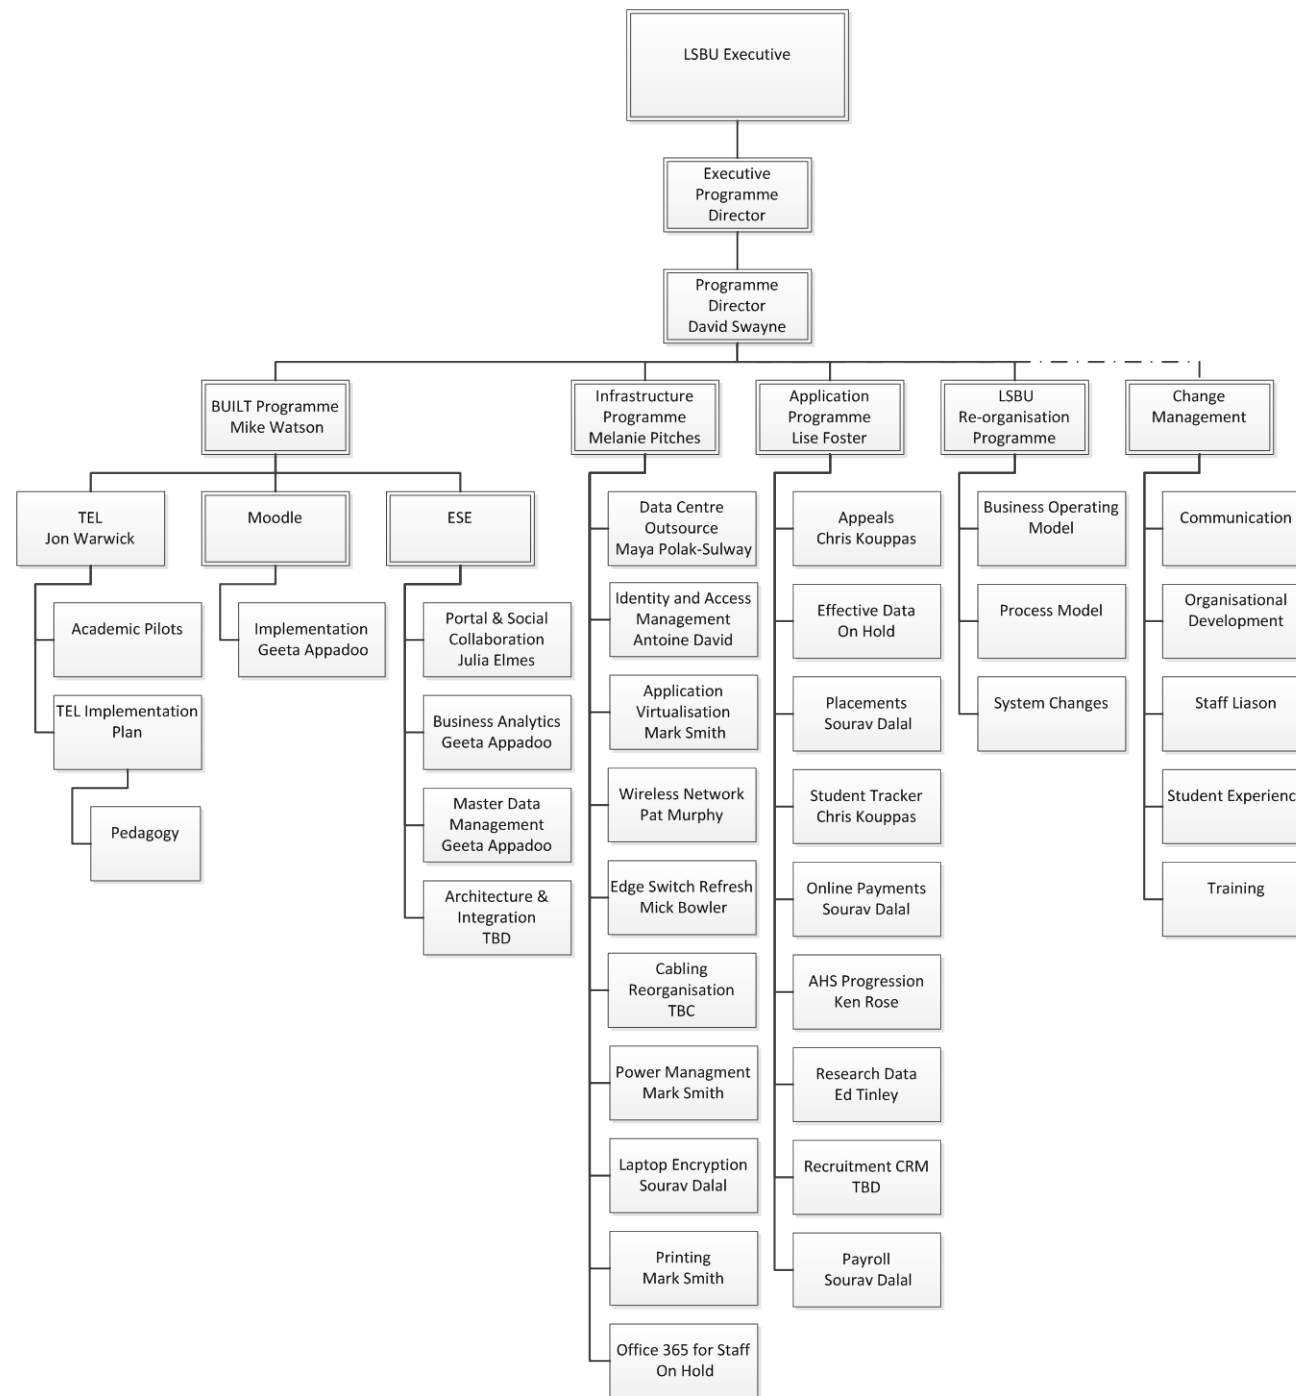 LSBU Executive
Executive
Programme
Director
Programme
Director
David Swayne
BUILT Programme
Mike Watson
Infrastructure
Programme
Melanie Pitches
Application
Programme
Lise Foster
LSBU
Re-organisation
Programme
Change
Management
TEL
Jon Warwick
Moodle
ESE
Academic Pilots
TEL Implementation
Plan
Pedagogy
Implementation
Geeta Appadoo
Portal & Social
Collaboration
Julia Elmes
Business Analytics
Geeta Appadoo
Master Data
Management
Geeta Appadoo
Architecture &
Integration
TBD
Data Centre
Outsource
Maya Polak-Sulway
Identity and Access
Management
Antoine David
Application
Virtualisation
Mark Smith
Wireless Network
Pat Murphy
Edge Switch Refresh
Mick Bowler
Cabling
Reorganisation
TBC
Power Managment
Mark Smith
Laptop Encryption
Sourav Dalal
Printing
Mark Smith
Office 365 for Staff
On Hold
Appeals
Chris Kouppas
Effective Data
On Hold
Placements
Sourav Dalal
Student Tracker
Chris Kouppas
Online Payments
Sourav Dalal
AHS Progression
Ken Rose
Research Data
Ed Tinley
Recruitment CRM
TBD
Payroll
Sourav Dalal
Business Operating
Model
Process Model
System Changes
Communication
Organisational
Development
Staff Liason
Student Experienc
Training